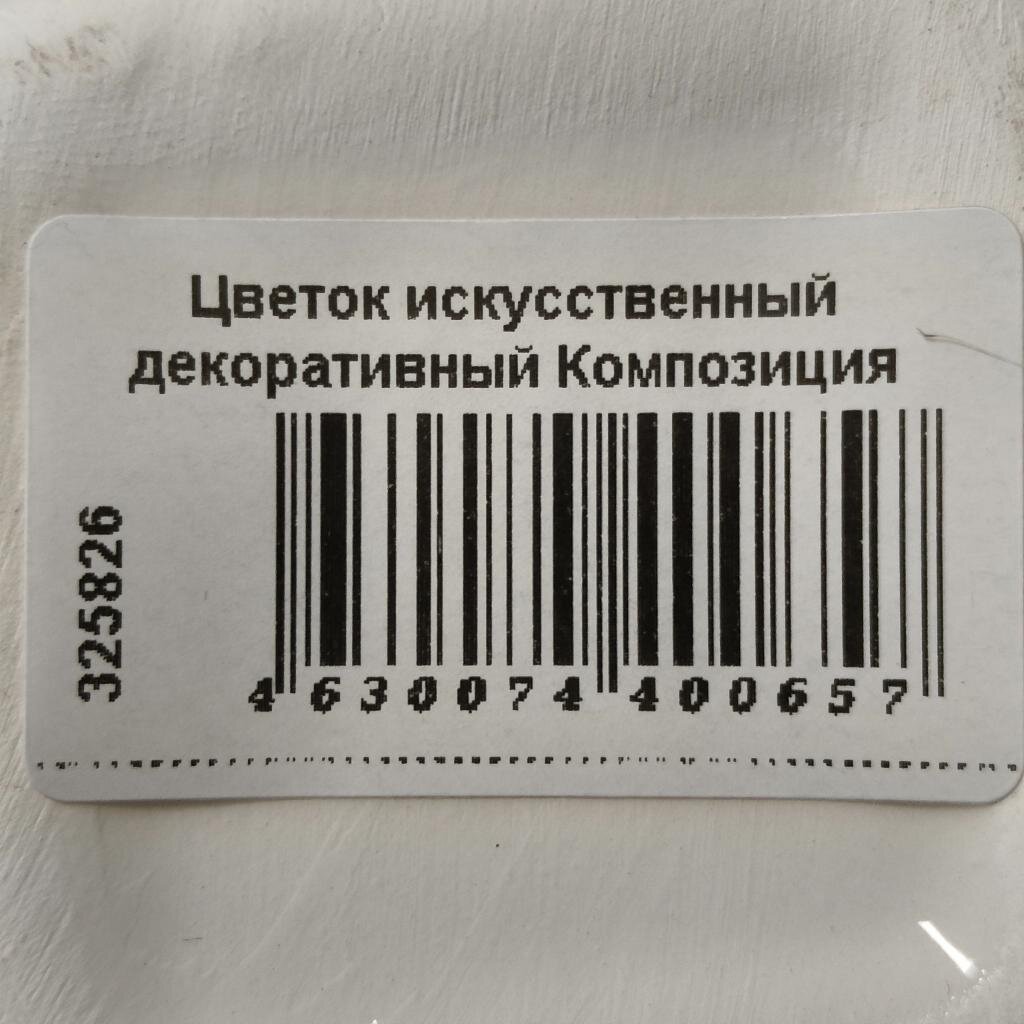 Цветок искусственный
декоративный Композиция
325826
4 630074 400657